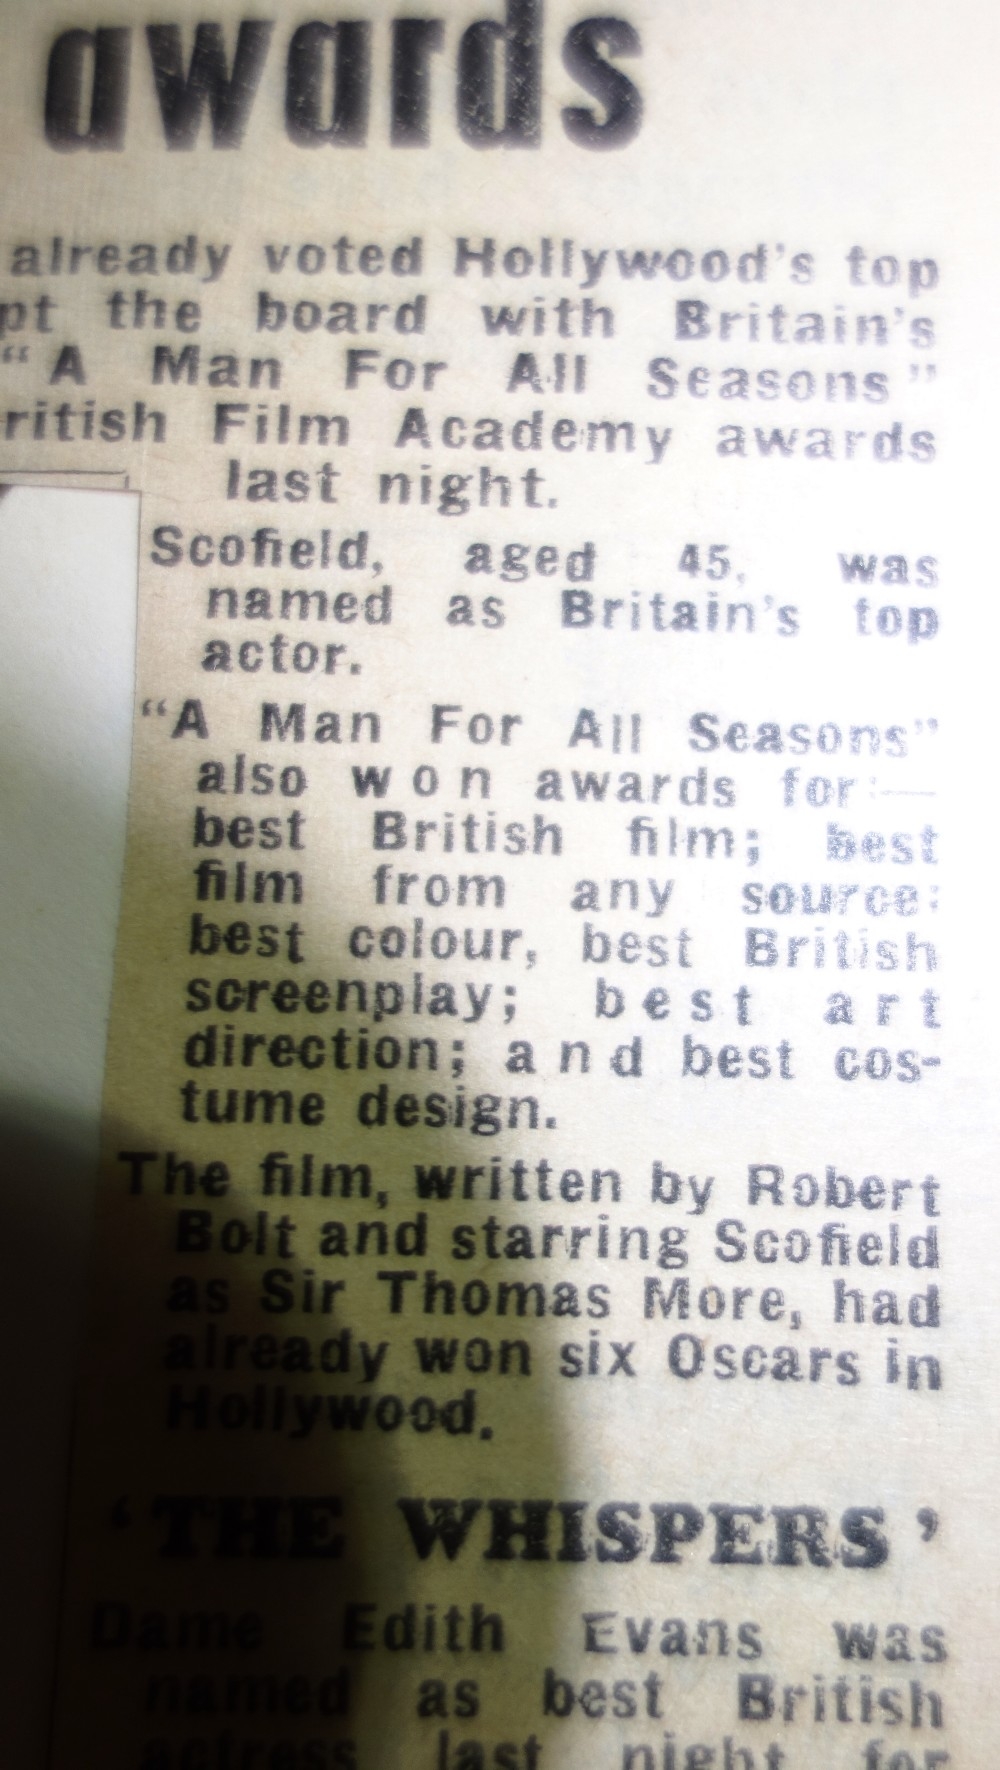 awards
already voted Hollywood's top
pt the board with Britain's
"A Man For All Seasons"
ritish Film Academy awards
last night.
Scofield, aged 45, was
named as Britain's top
actor.
"A Man For All Seasons"
also won awards for:—
best British film; best
film from any source:
best colour, best British
screenplay; best art
direction; and best cos-
tume design.
The film, written by Robert
Bolt and starring Scofield
as Sir Thomas More, had
already won six Oscars in
Hollywood.
'THE WHISPERS'
Dame Edith Evans was
named as best British
actress last night for